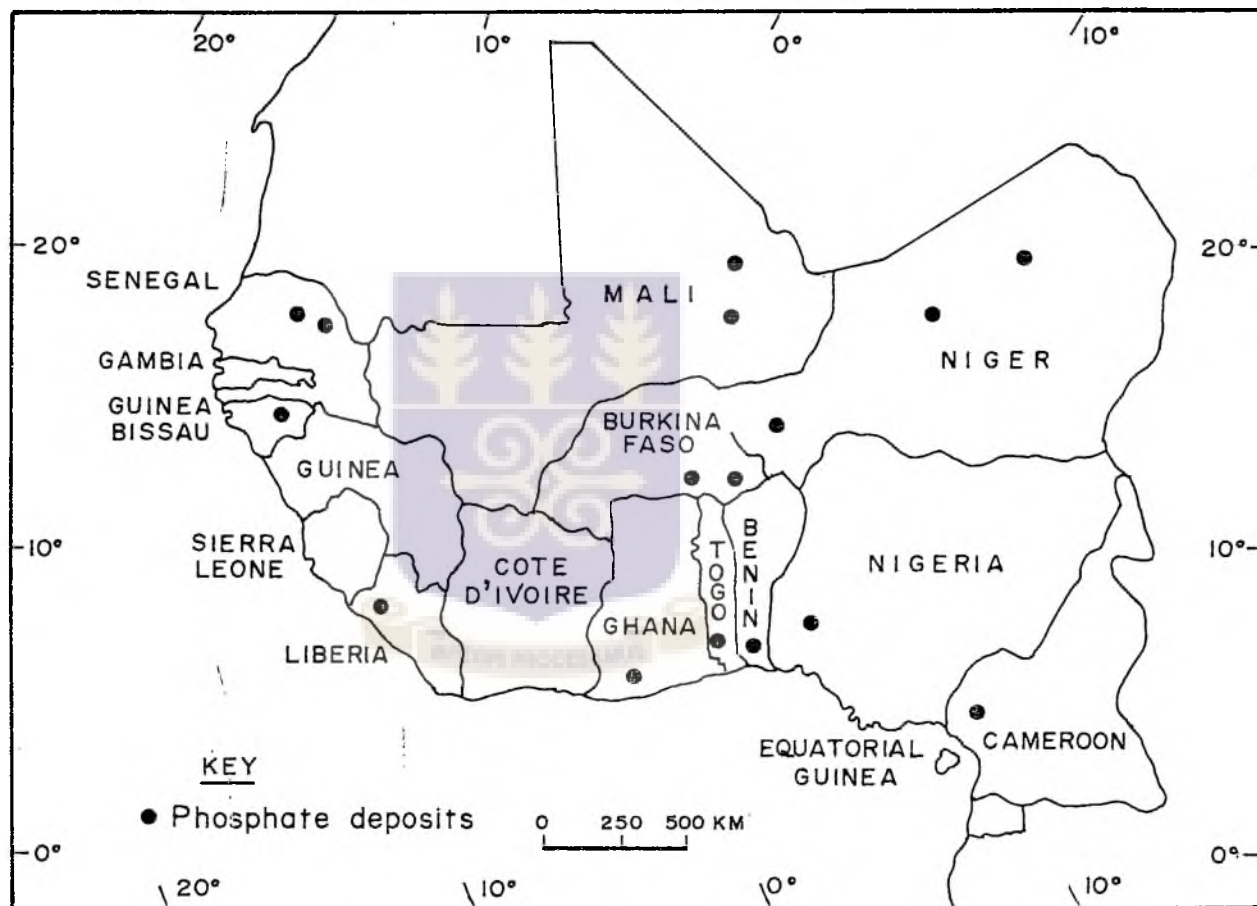 20° 10° 0° 10°
20° 20°
SENEGAL
MALI
GAMBIA
NIGER
GUINEA
BISSAU
BURKINA
FASO
GUINEA
BENIN
SIERRA
LEONE
10°
COTE
D'IVOIRE
TOGO
NIGERIA
10°
GHANA
LIBERIA
EQUATORIAL
GUINEA
CAMEROON
KEY
Phosphate deposits
0 250 500 KM
0° 0°
20° 10° 0° 10°